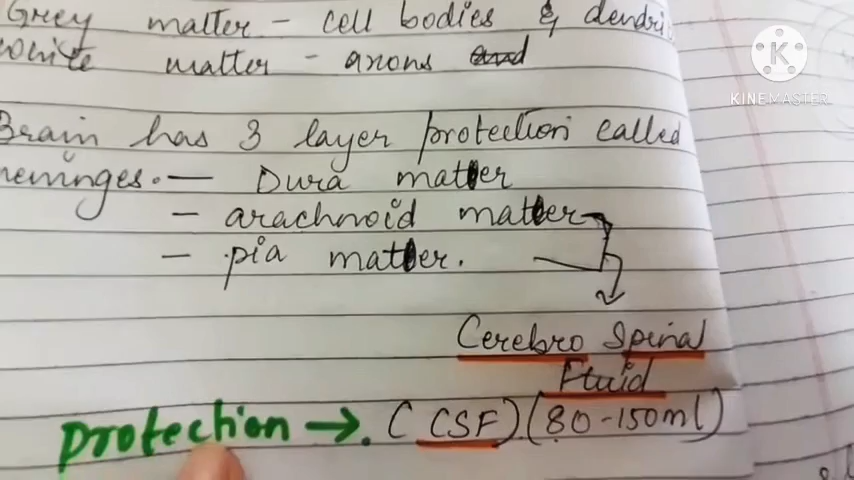 Grey matter - cell bodies & dendri
White matter - axons and
Brain has 3 layer protection called
meninges. — Dura matter
- arachnoid matter
- pia matter.
Cerebro Spinal
Fluid
protection → . (CSF) (80-150ml)
K
KINEMASTER